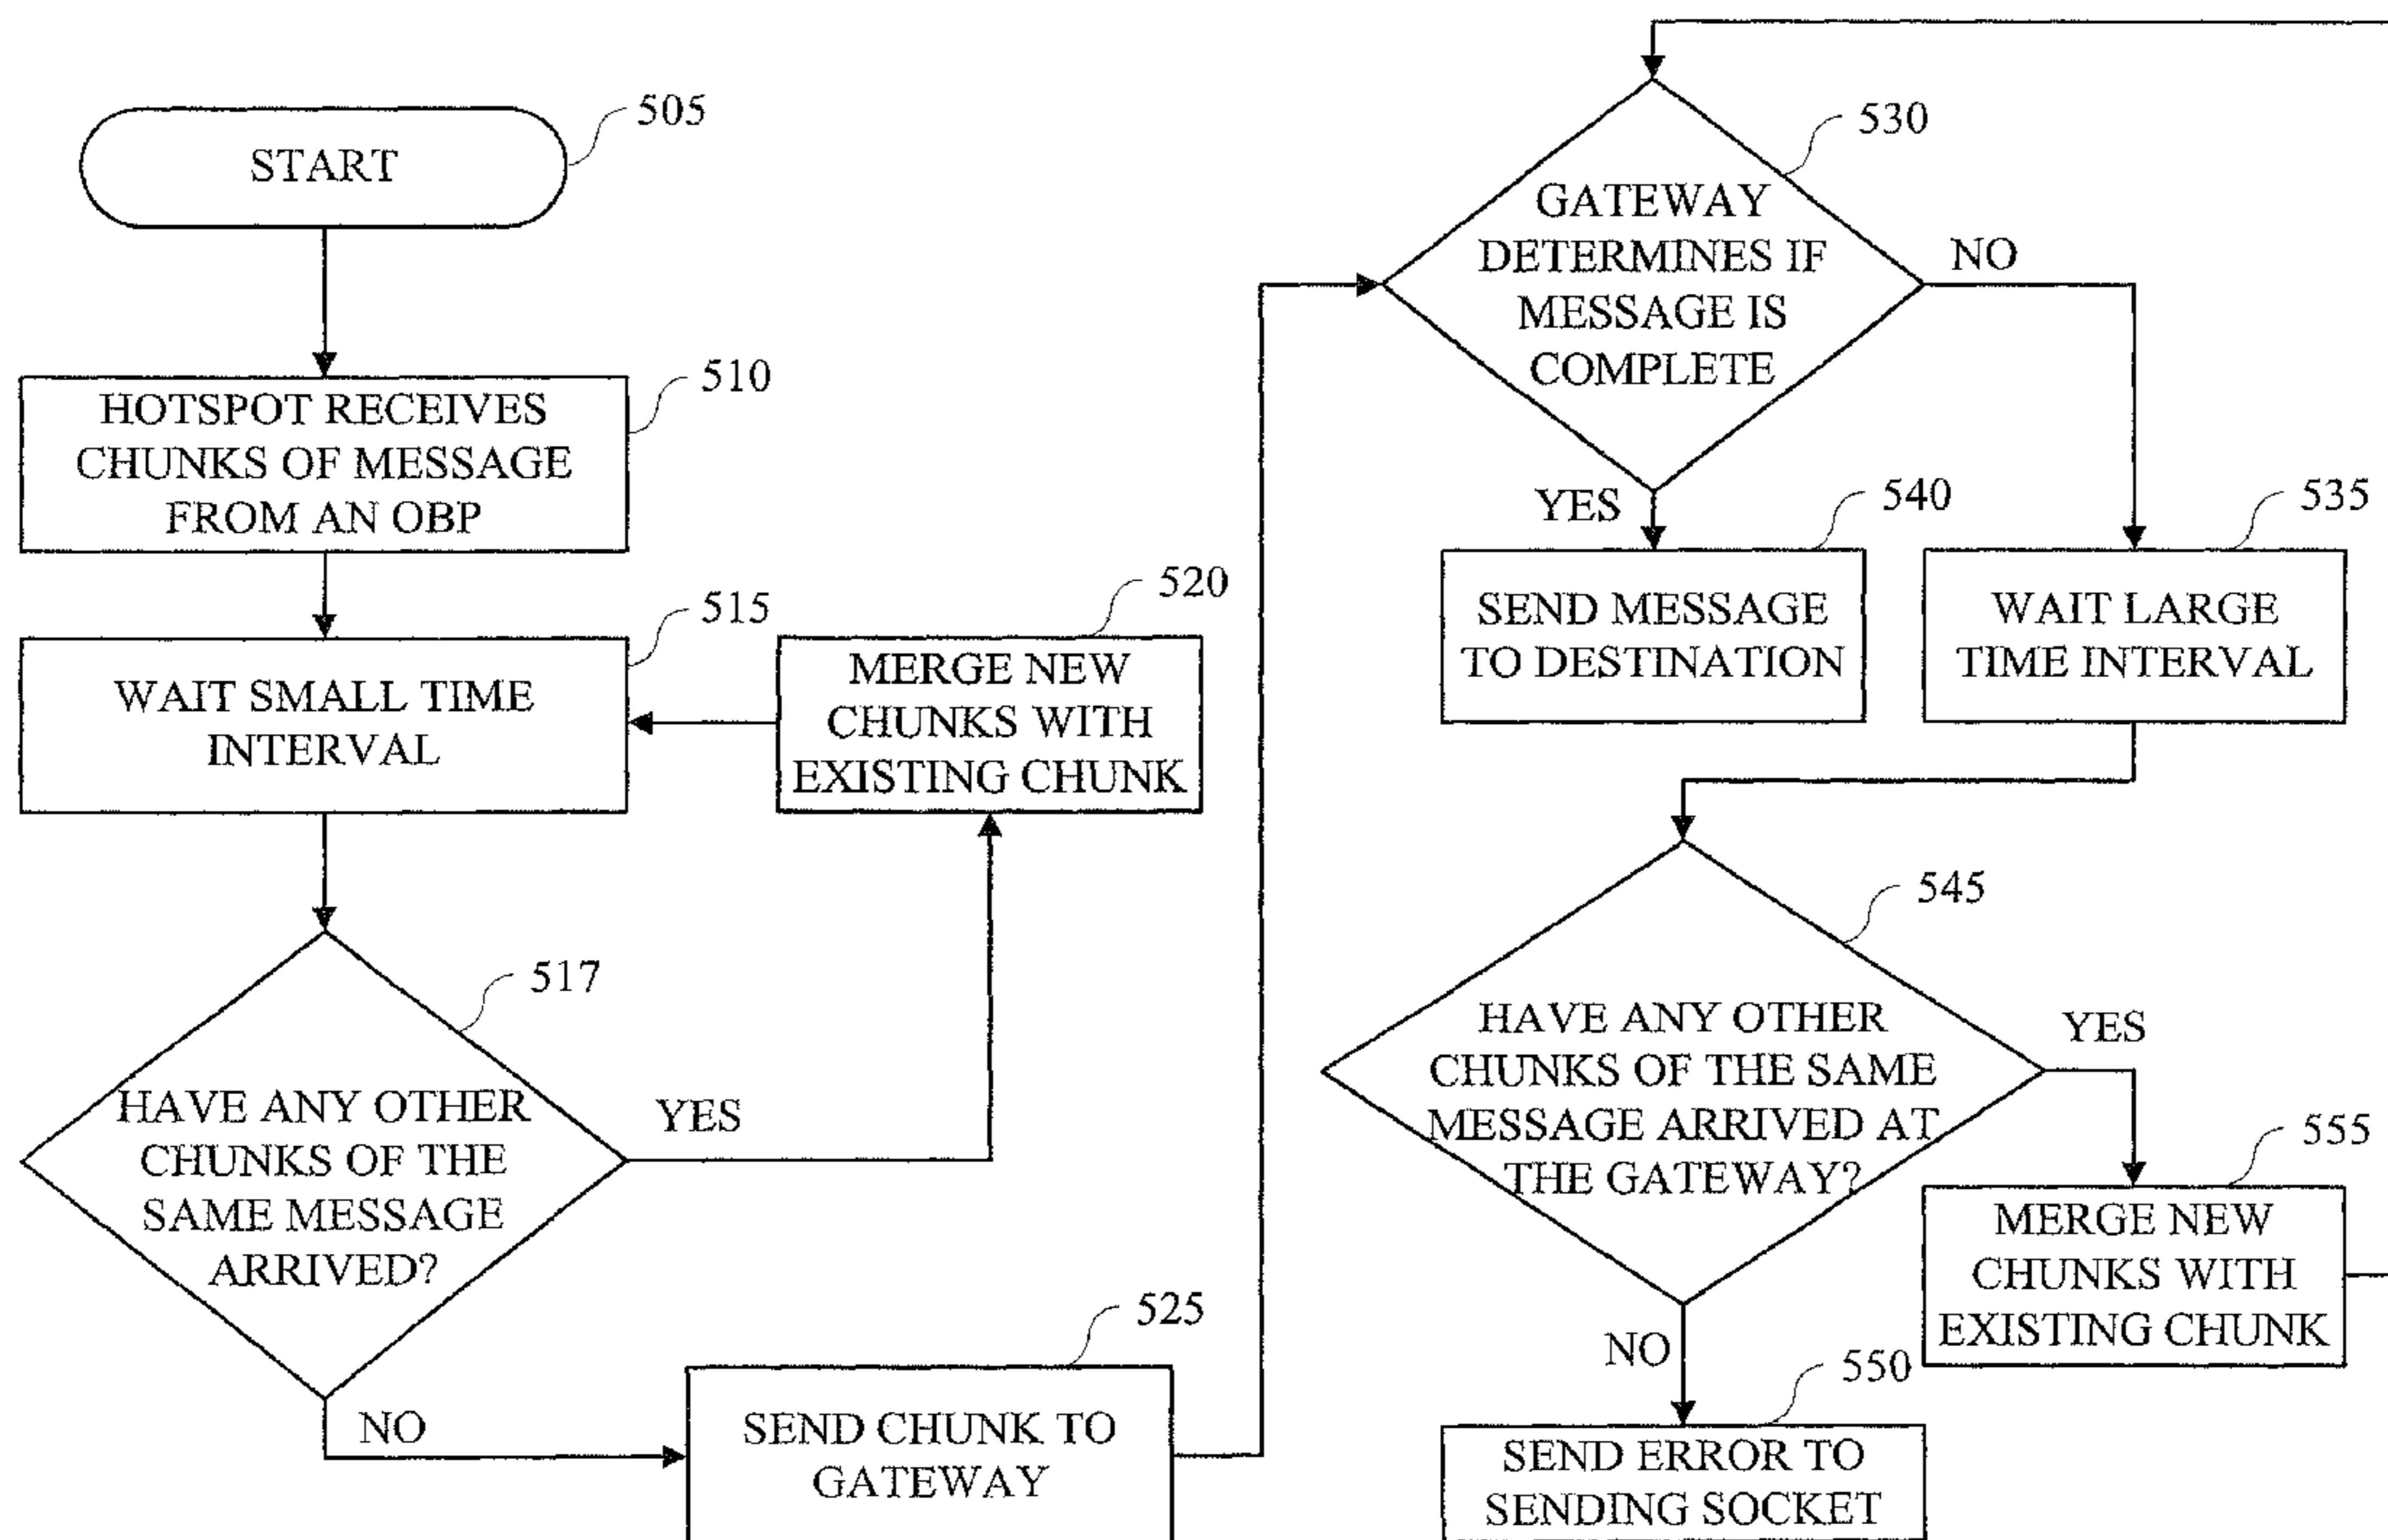 505
START
510
HOTSPOT RECEIVES
CHUNKS OF MESSAGE
FROM AN OBP
515
WAIT SMALL TIME
INTERVAL
520
MERGE NEW
CHUNKS WITH
EXISTING CHUNK
517
HAVE ANY OTHER
CHUNKS OF THE
SAME MESSAGE
ARRIVED?
YES
NO
525
SEND CHUNK TO
GATEWAY
530
GATEWAY
DETERMINES IF
MESSAGE IS
COMPLETE
NO
YES
540
SEND MESSAGE
TO DESTINATION
535
WAIT LARGE
TIME INTERVAL
545
HAVE ANY OTHER
CHUNKS OF THE SAME
MESSAGE ARRIVED AT
THE GATEWAY?
YES
555
MERGE NEW
CHUNKS WITH
EXISTING CHUNK
NO
550
SEND ERROR TO
SENDING SOCKET